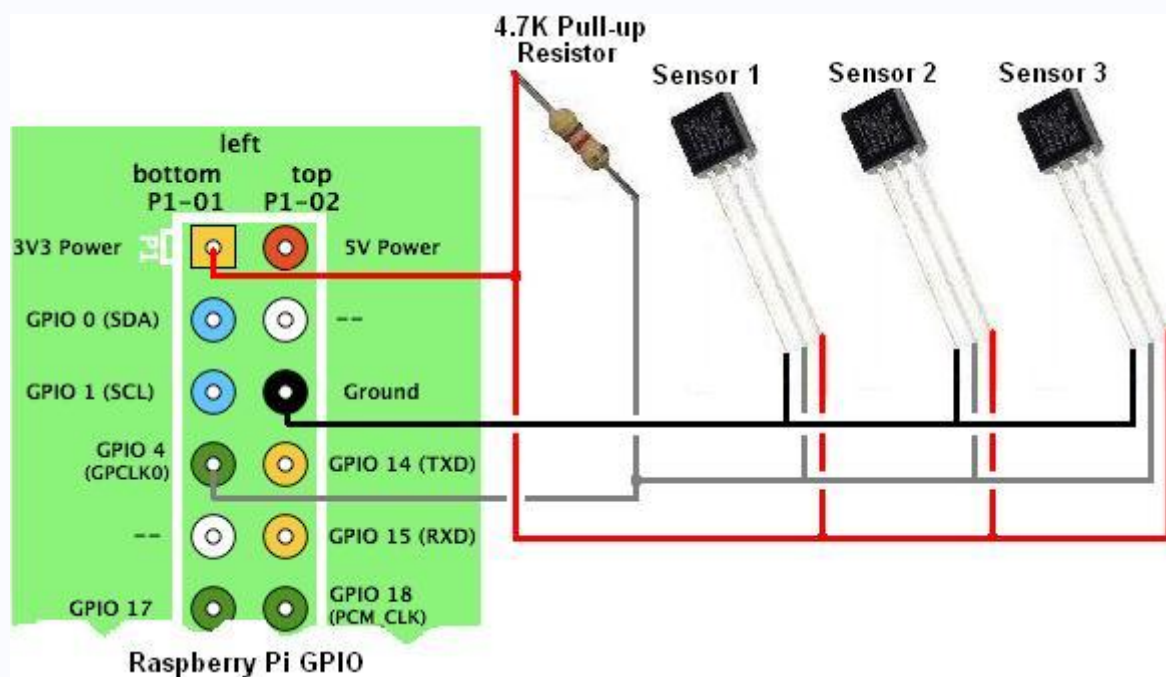 4.7K Pull-up
Resistor
Sensor 1
Sensor 2
Sensor 3
left
bottom
top
P1-01
P1-02
3V3 Power
P1
5V Power
GPIO 0 (SDA)
--
GPIO 1 (SCL)
Ground
GPIO 4
(GPCLK0)
GPIO 14 (TXD)
--
GPIO 15 (RXD)
GPIO 17
GPIO 18
(PCM_CLK)
Raspberry Pi GPIO